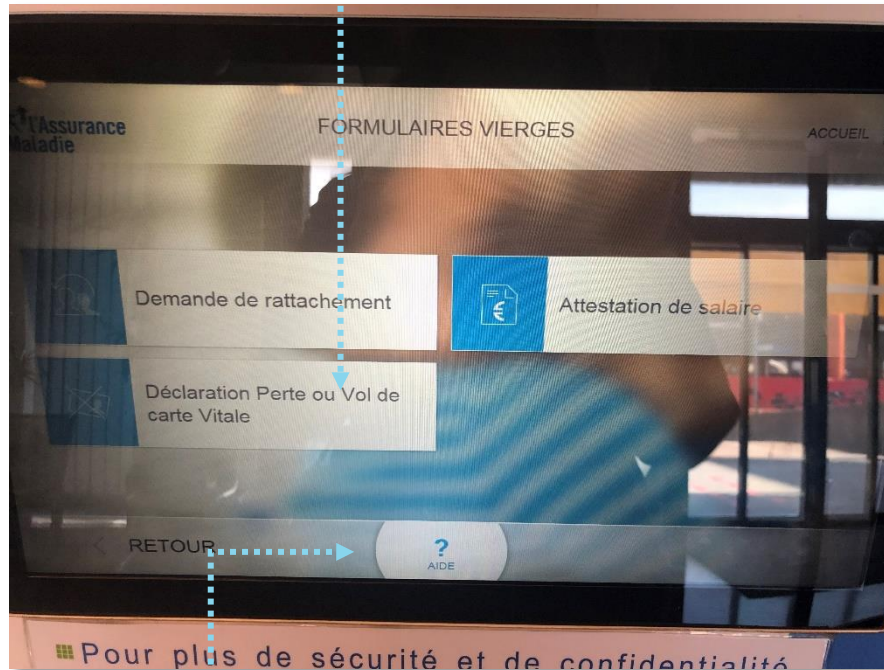 l'Assurance
Maladie
FORMULAIRES VIERGES
ACCUEIL
Demande de rattachement
Attestation de salaire
Déclaration Perte ou Vol de
carte Vitale
< RETOUR
?
AIDE
Pour plus de sécurité et de confidentialité